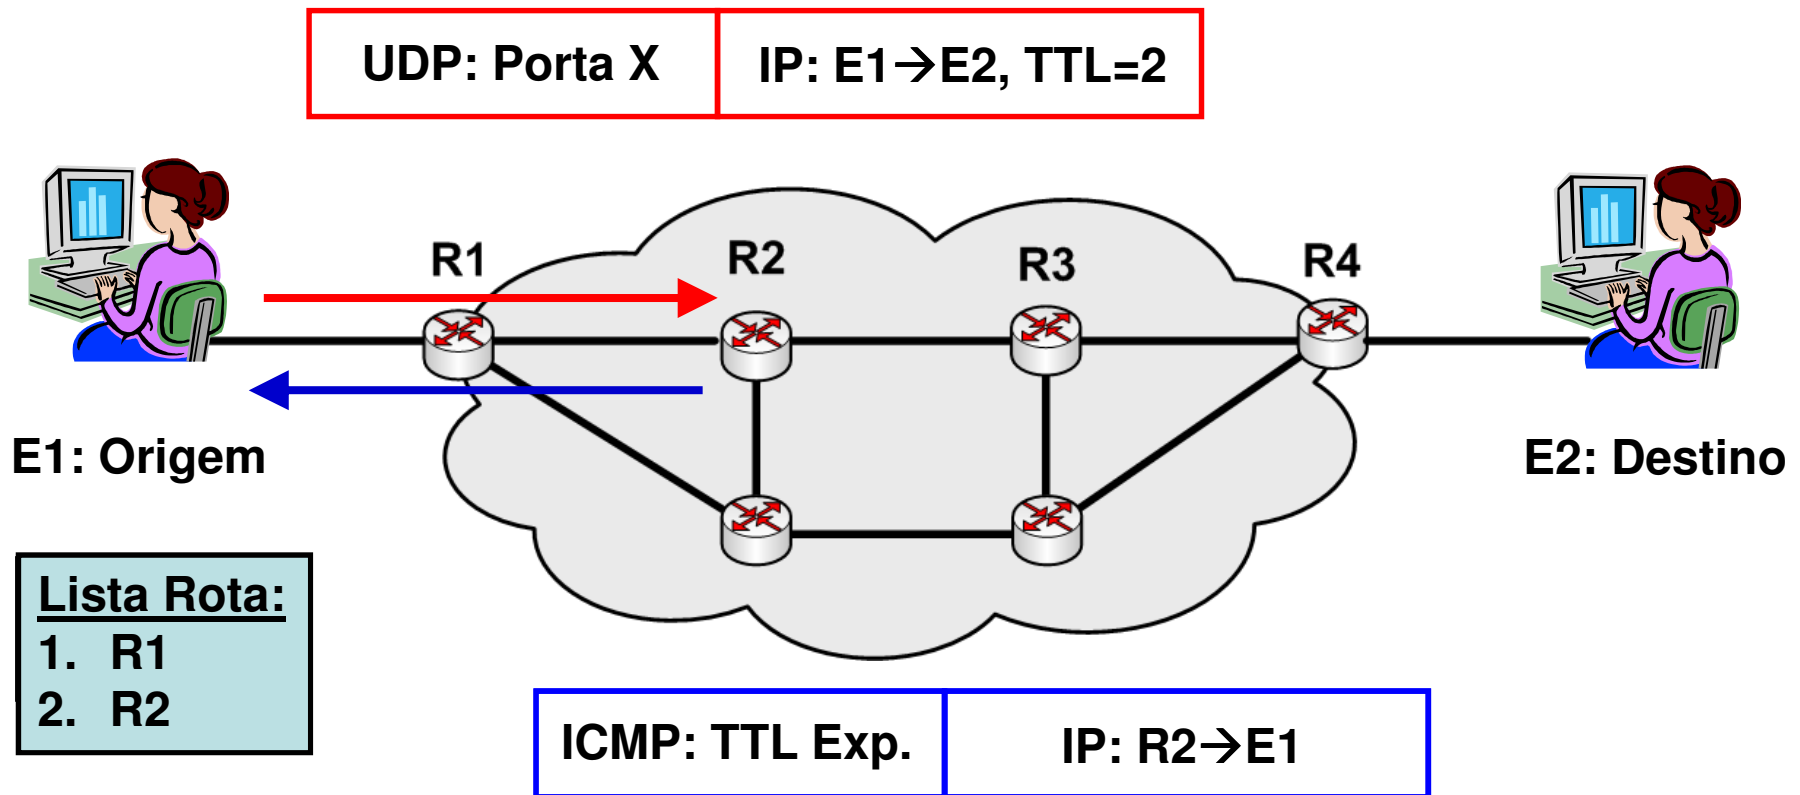 UDP: Porta X
IP: E1→E2, TTL=2
R1
R2
R3
R4
E1: Origem
E2: Destino
Lista Rota:
1. R1
2. R2
ICMP: TTL Exp.
IP: R2→E1